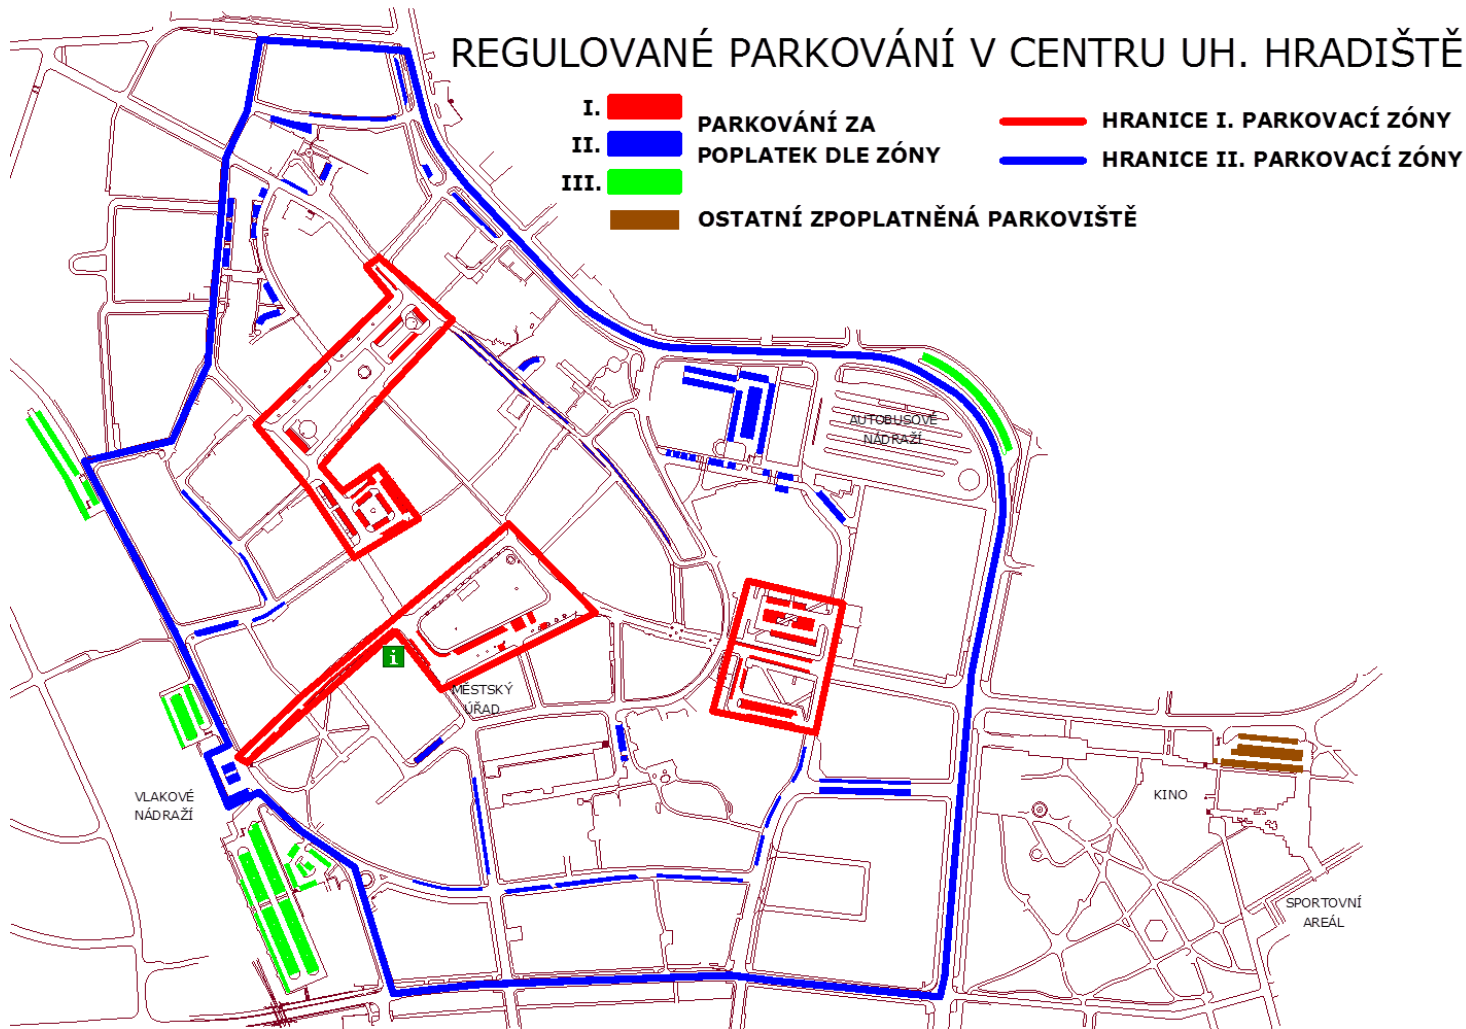 REGULOVANÉ PARKOVÁNÍ V CENTRU UH. HRADIŠTĚ
I.
II.
III.
PARKOVÁNÍ ZA
POPLATEK DLE ZÓNY
OSTATNÍ ZPOPLATNĚNÁ PARKOVIŠTĚ
HRANICE I. PARKOVACÍ ZÓNY
HRANICE II. PARKOVACÍ ZÓNY
AUTOBUSOVÉ
NÁDRAŽÍ
i
MĚSTSKÝ
ÚŘAD
VLAKOVÉ
NÁDRAŽÍ
KINO
SPORTOVNÍ
AREÁL